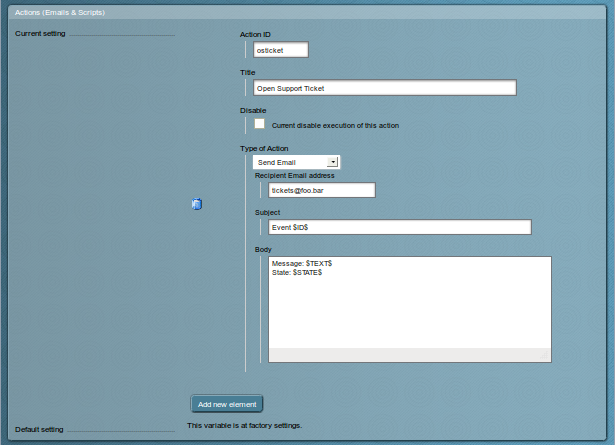 Actions (Emails & Scripts)
Current setting
Action ID
osticket
Title
Open Support Ticket
Disable
Current disable execution of this action
Type of Action
Send Email
Recipient Email address
tickets@foo.bar
Subject
Event $ID$
Body
Message: $TEXT$
State: $STATE$
Add new element
Default setting
This variable is at factory settings.